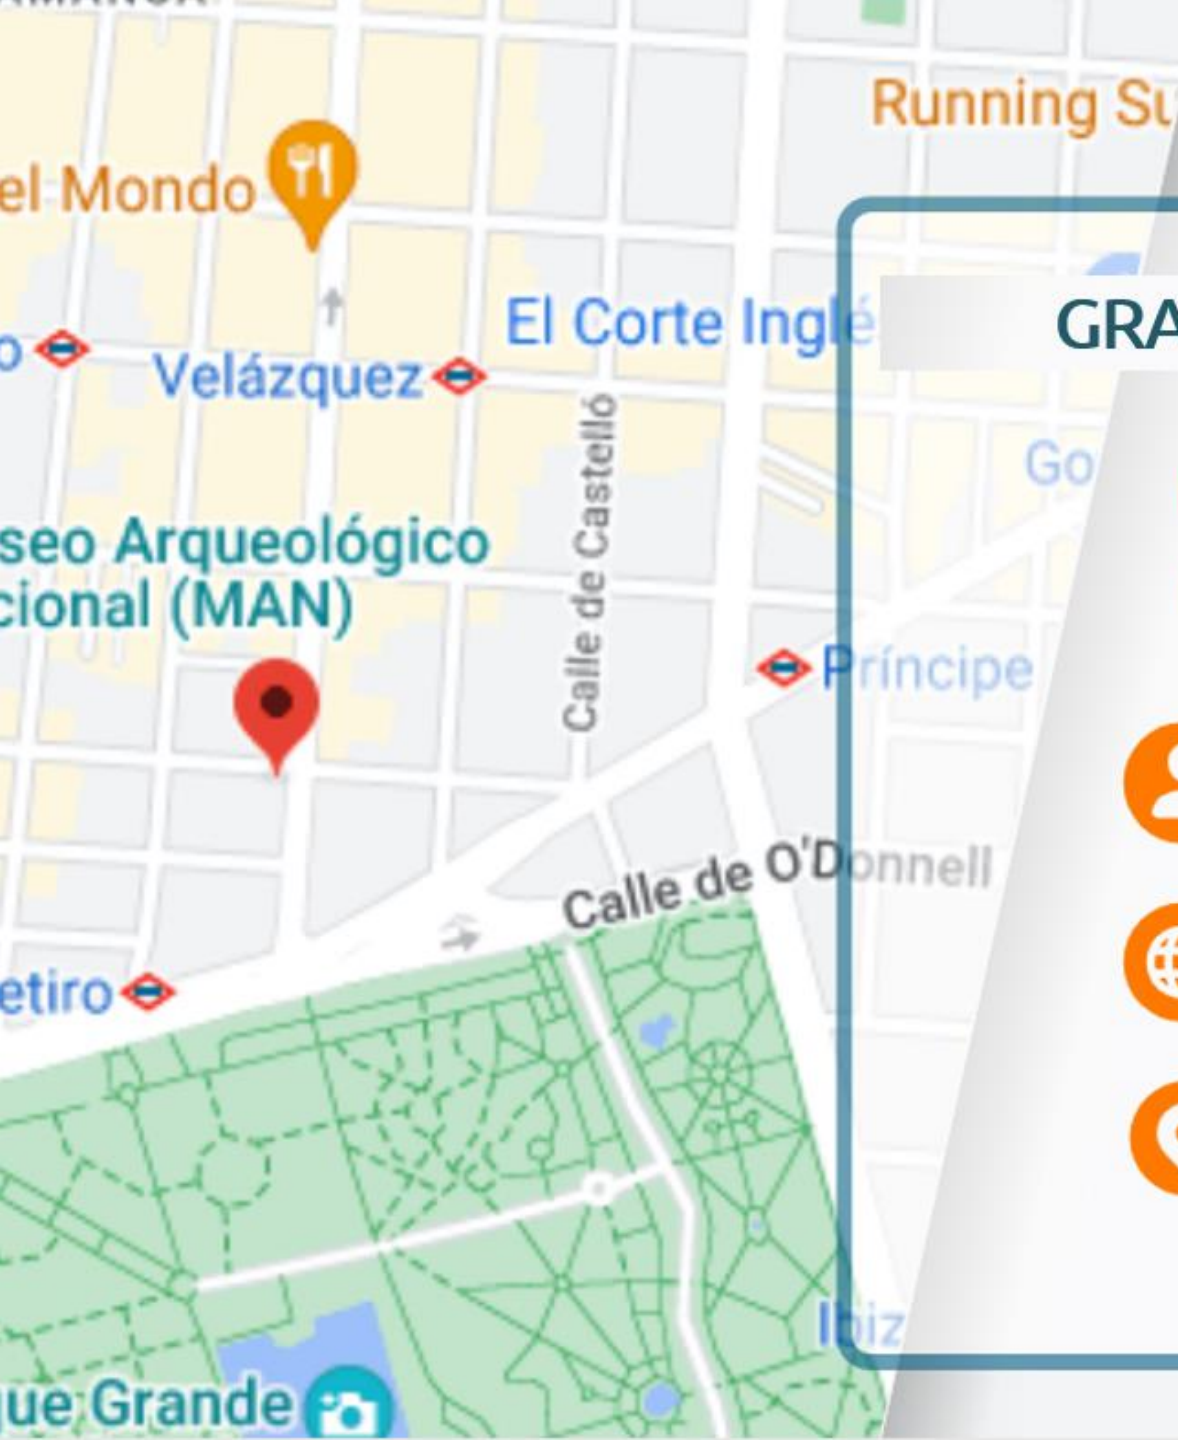 Running Su
el Mondo
El Corte Inglé
GRA
o
Velázquez
Calle de Castelló
Go
seo Arqueológico
cional (MAN)
Príncipe
Calle de O'Donnell
etiro
Ibiz
que Grande